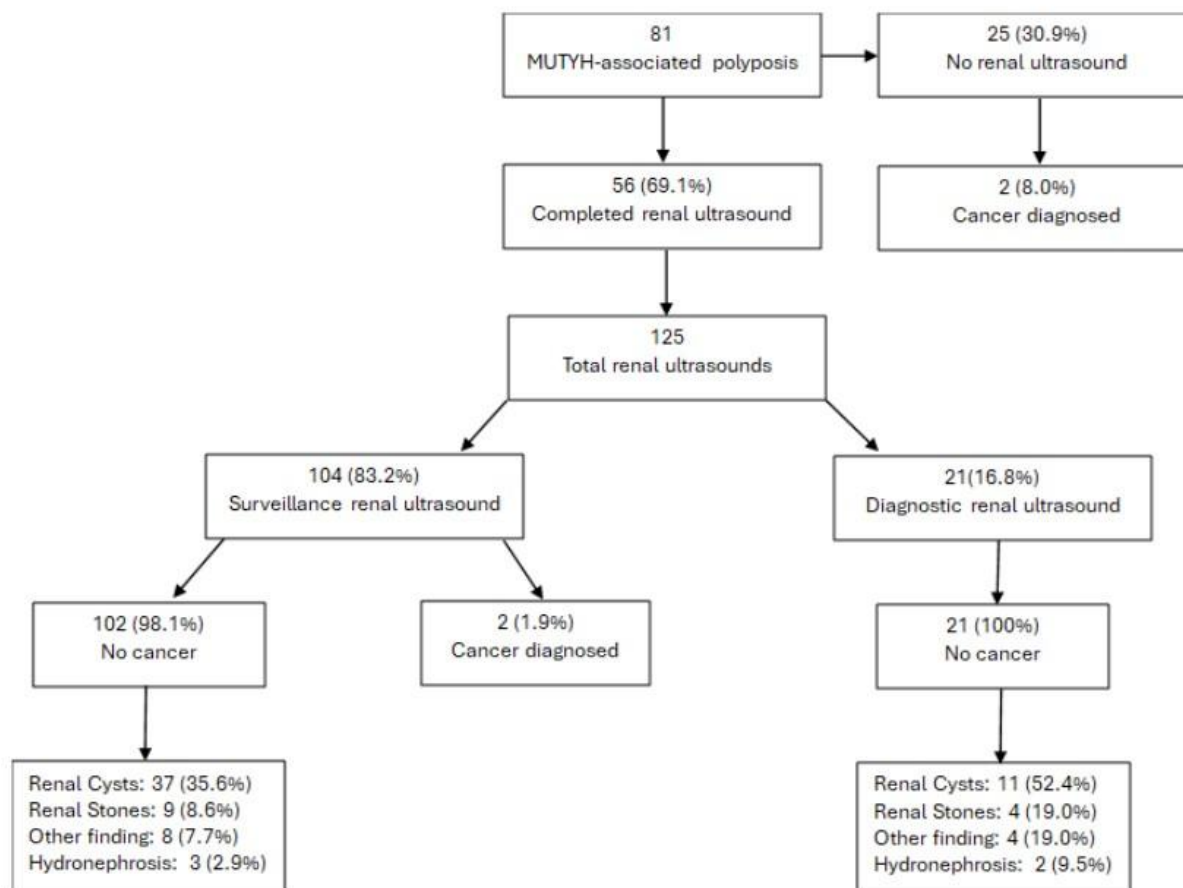 81
MUTYH-associated polyposis
25 (30.9%)
No renal ultrasound
56 (69.1%)
Completed renal ultrasound
2 (8.0%)
Cancer diagnosed
125
Total renal ultrasounds
104 (83.2%)
Surveillance renal ultrasound
21(16.8%)
Diagnostic renal ultrasound
102 (98.1%)
No cancer
2 (1.9%)
Cancer diagnosed
21 (100%)
No cancer
Renal Cysts: 37 (35.6%)
Renal Stones: 9 (8.6%)
Other finding: 8 (7.7%)
Hydronephrosis: 3 (2.9%)
Renal Cysts: 11 (52.4%)
Renal Stones: 4 (19.0%)
Other finding: 4 (19.0%)
Hydronephrosis: 2 (9.5%)